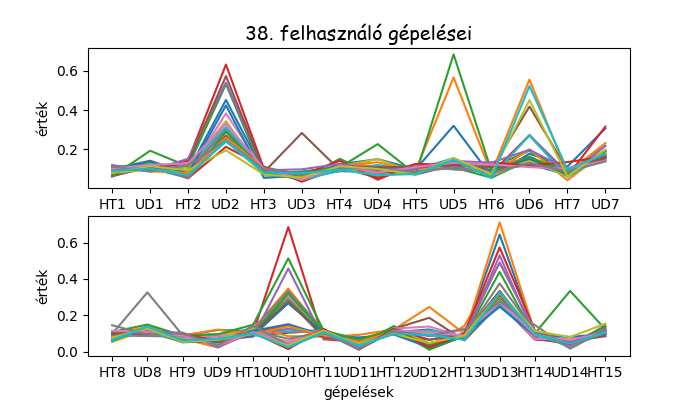 38. felhasználó gépelései
érték
0.6
0.4
0.2
HT1 UD1 HT2 UD2 HT3 UD3 HT4 UD4 HT5 UD5 HT6 UD6 HT7 UD7
érték
0.6
0.4
0.2
0.0
HT8 UD8 HT9 UD9 HT10 UD10 HT11 UD11 HT12 UD12 HT13 UD13 HT14 UD14 HT15
gépelések